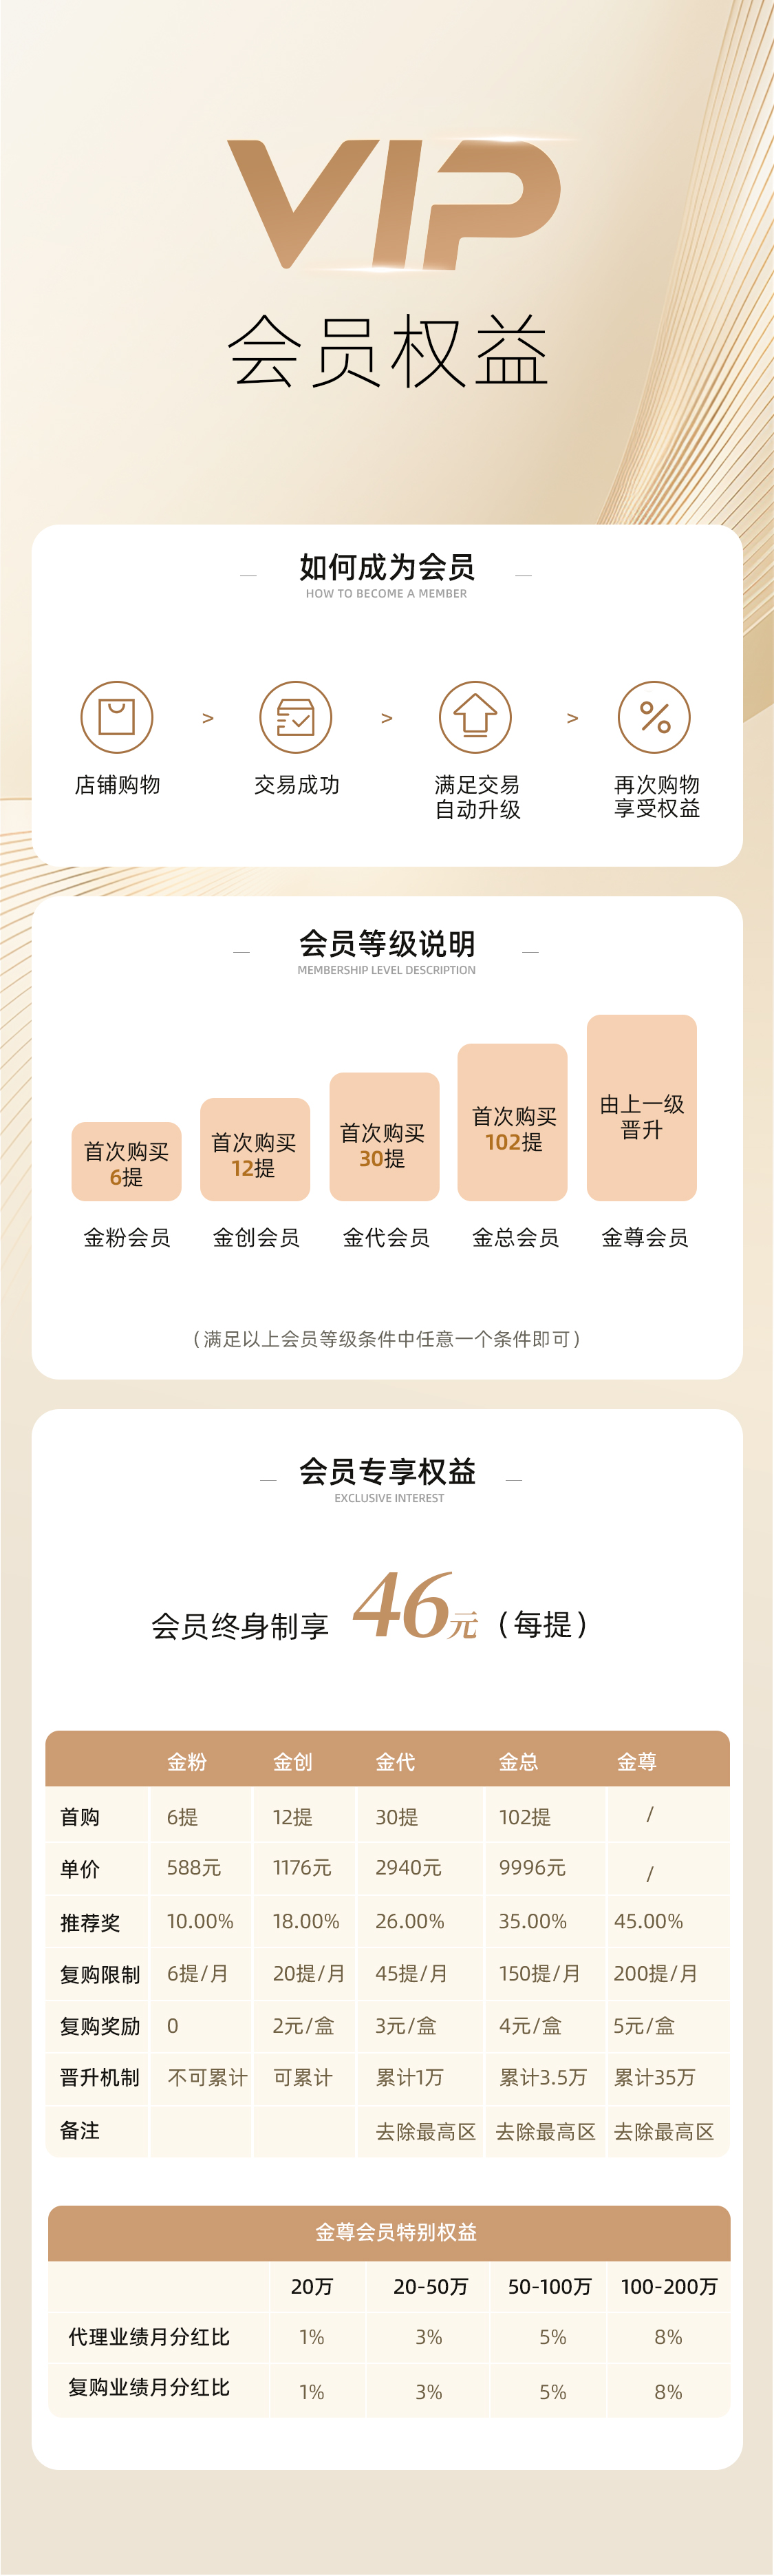 VIP
会员权益
如何成为会员
HOW TO BECOME A MEMBER
> > >
店铺购物 交易成功 满足交易 再次购物
自动升级 享受权益
会员等级说明
MEMBERSHIP LEVEL DESCRIPTION
首次购买
6提
首次购买
12提
首次购买
30提
首次购买
102提
由上一级
晋升
金粉会员 金创会员 金代会员 金总会员 金尊会员
（满足以上会员等级条件中任意一个条件即可）
会员专享权益
EXCLUSIVE INTEREST
会员终身制享 46元（每提）
金粉 金创 金代 金总 金尊
首购 6提 12提 30提 102提 /
单价 588元 1176元 2940元 9996元 /
推荐奖 10.00% 18.00% 26.00% 35.00% 45.00%
复购限制 6提/月 20提/月 45提/月 150提/月 200提/月
复购奖励 0 2元/盒 3元/盒 4元/盒 5元/盒
晋升机制 不可累计 可累计 累计1万 累计3.5万 累计35万
备注 去除最高区 去除最高区 去除最高区
金尊会员特别权益
20万 20-50万 50-100万 100-200万
代理业绩月分红比 1% 3% 5% 8%
复购业绩月分红比 1% 3% 5% 8%